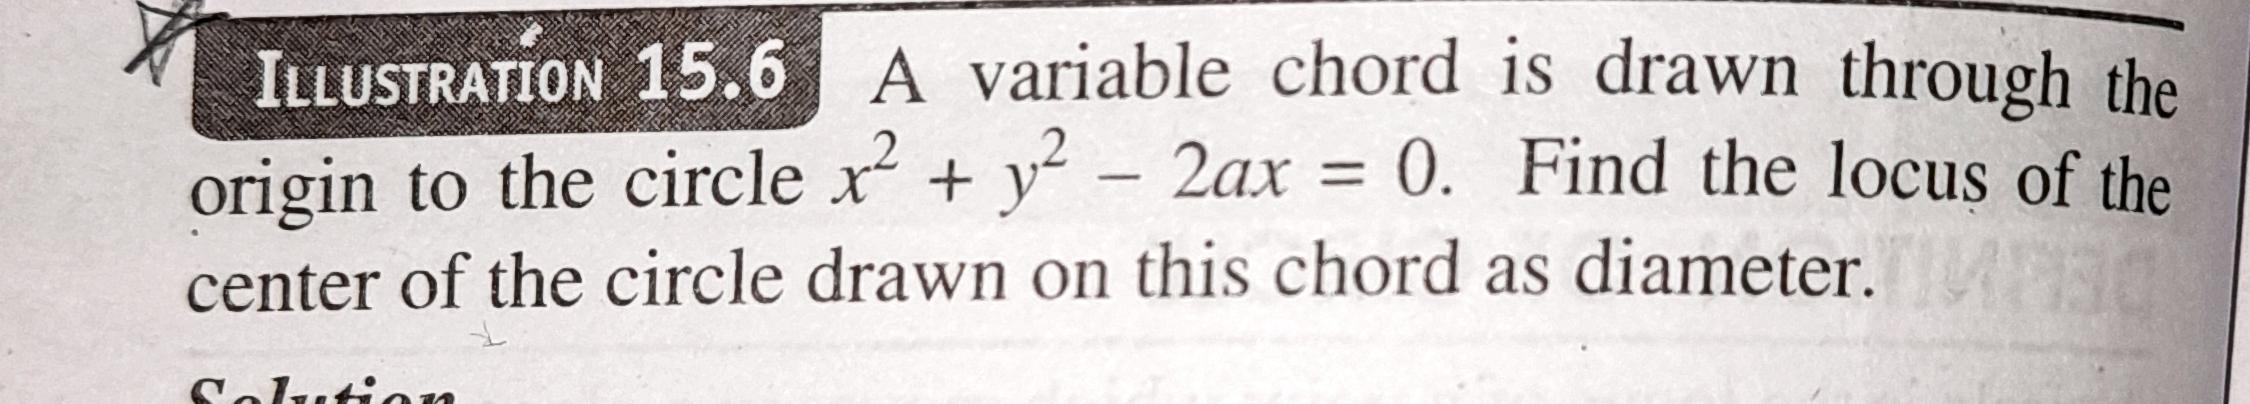 ILLUSTRATION 15.6 A variable chord is drawn through the
origin to the circle x² + y² – 2ax = 0. Find the locus of the
center of the circle drawn on this chord as diameter.
Solution